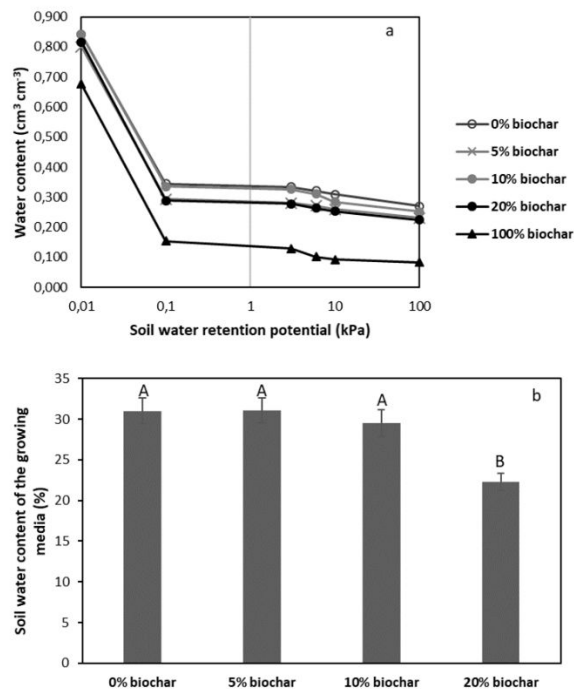 a
0,900
0,800
0,700
0,600
0,500
0,400
0,300
0,200
0,100
0,000
Water content (cm³ cm⁻³)
0,01 0,1 1 10 100
Soil water retention potential (kPa)
0% biochar
5% biochar
10% biochar
20% biochar
100% biochar
b
35
30
25
20
15
10
5
0
Soil water content of the growing
media (%)
A A A B
0% biochar 5% biochar 10% biochar 20% biochar